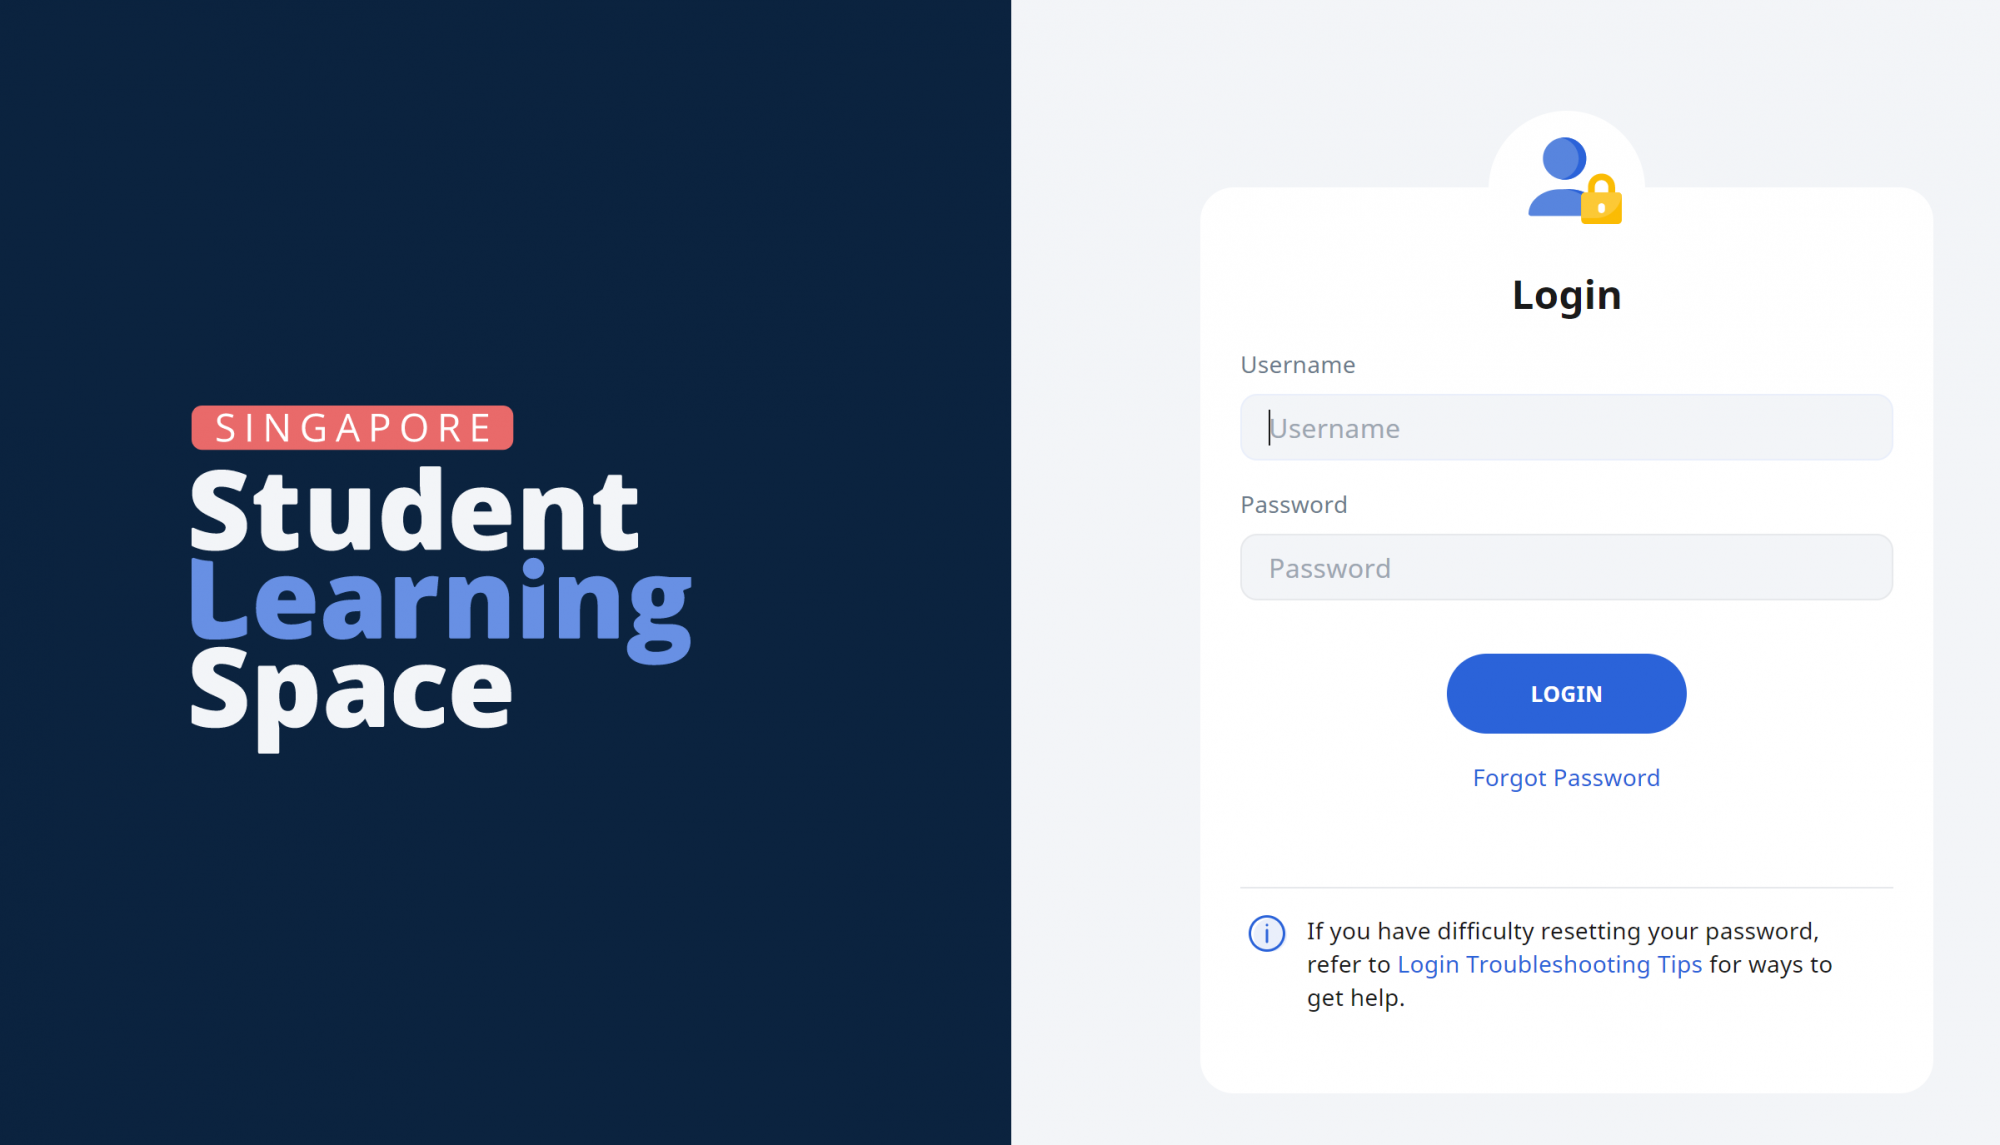 SINGAPORE
Student
Learning
Space
Login
Username
Username
Password
Password
LOGIN
Forgot Password
If you have difficulty resetting your password,
refer to Login Troubleshooting Tips for ways to
get help.